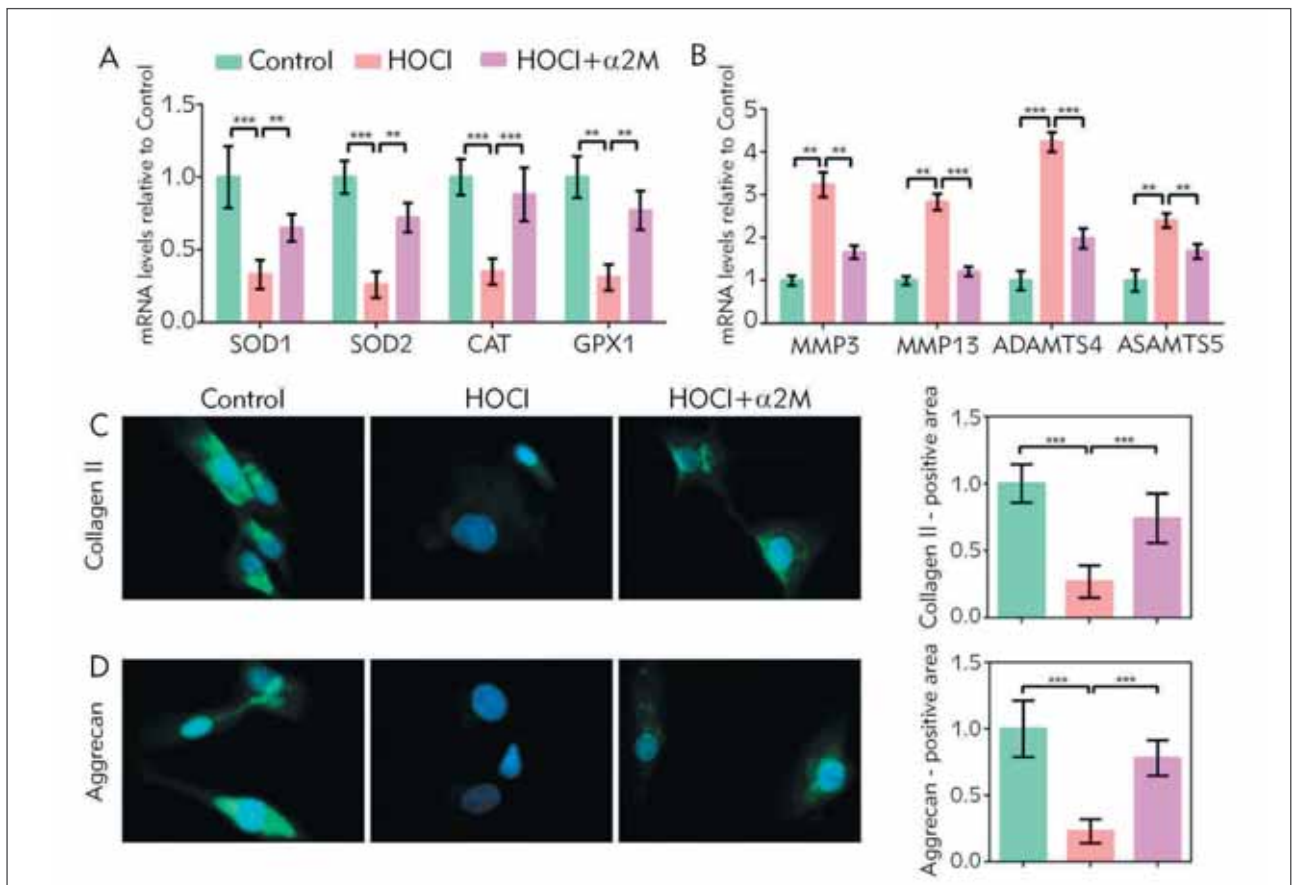 A
Control HOCl HOCl+α2M
mRNA levels relative to Control
1.5
1.0
0.5
0.0
*** **
*** **
*** ***
** **
SOD1 SOD2 CAT GPX1
B
mRNA levels relative to Control
5
4
3
2
1
0
** **
** ***
*** ***
** **
MMP3 MMP13 ADAMTS4 ASAMTS5
Control HOCl HOCl+α2M
C
Collagen II
Collagen II - positive area
1.5
1.0
0.5
0.0
*** ***
D
Aggrecan
Aggrecan - positive area
1.5
1.0
0.5
0.0
*** ***